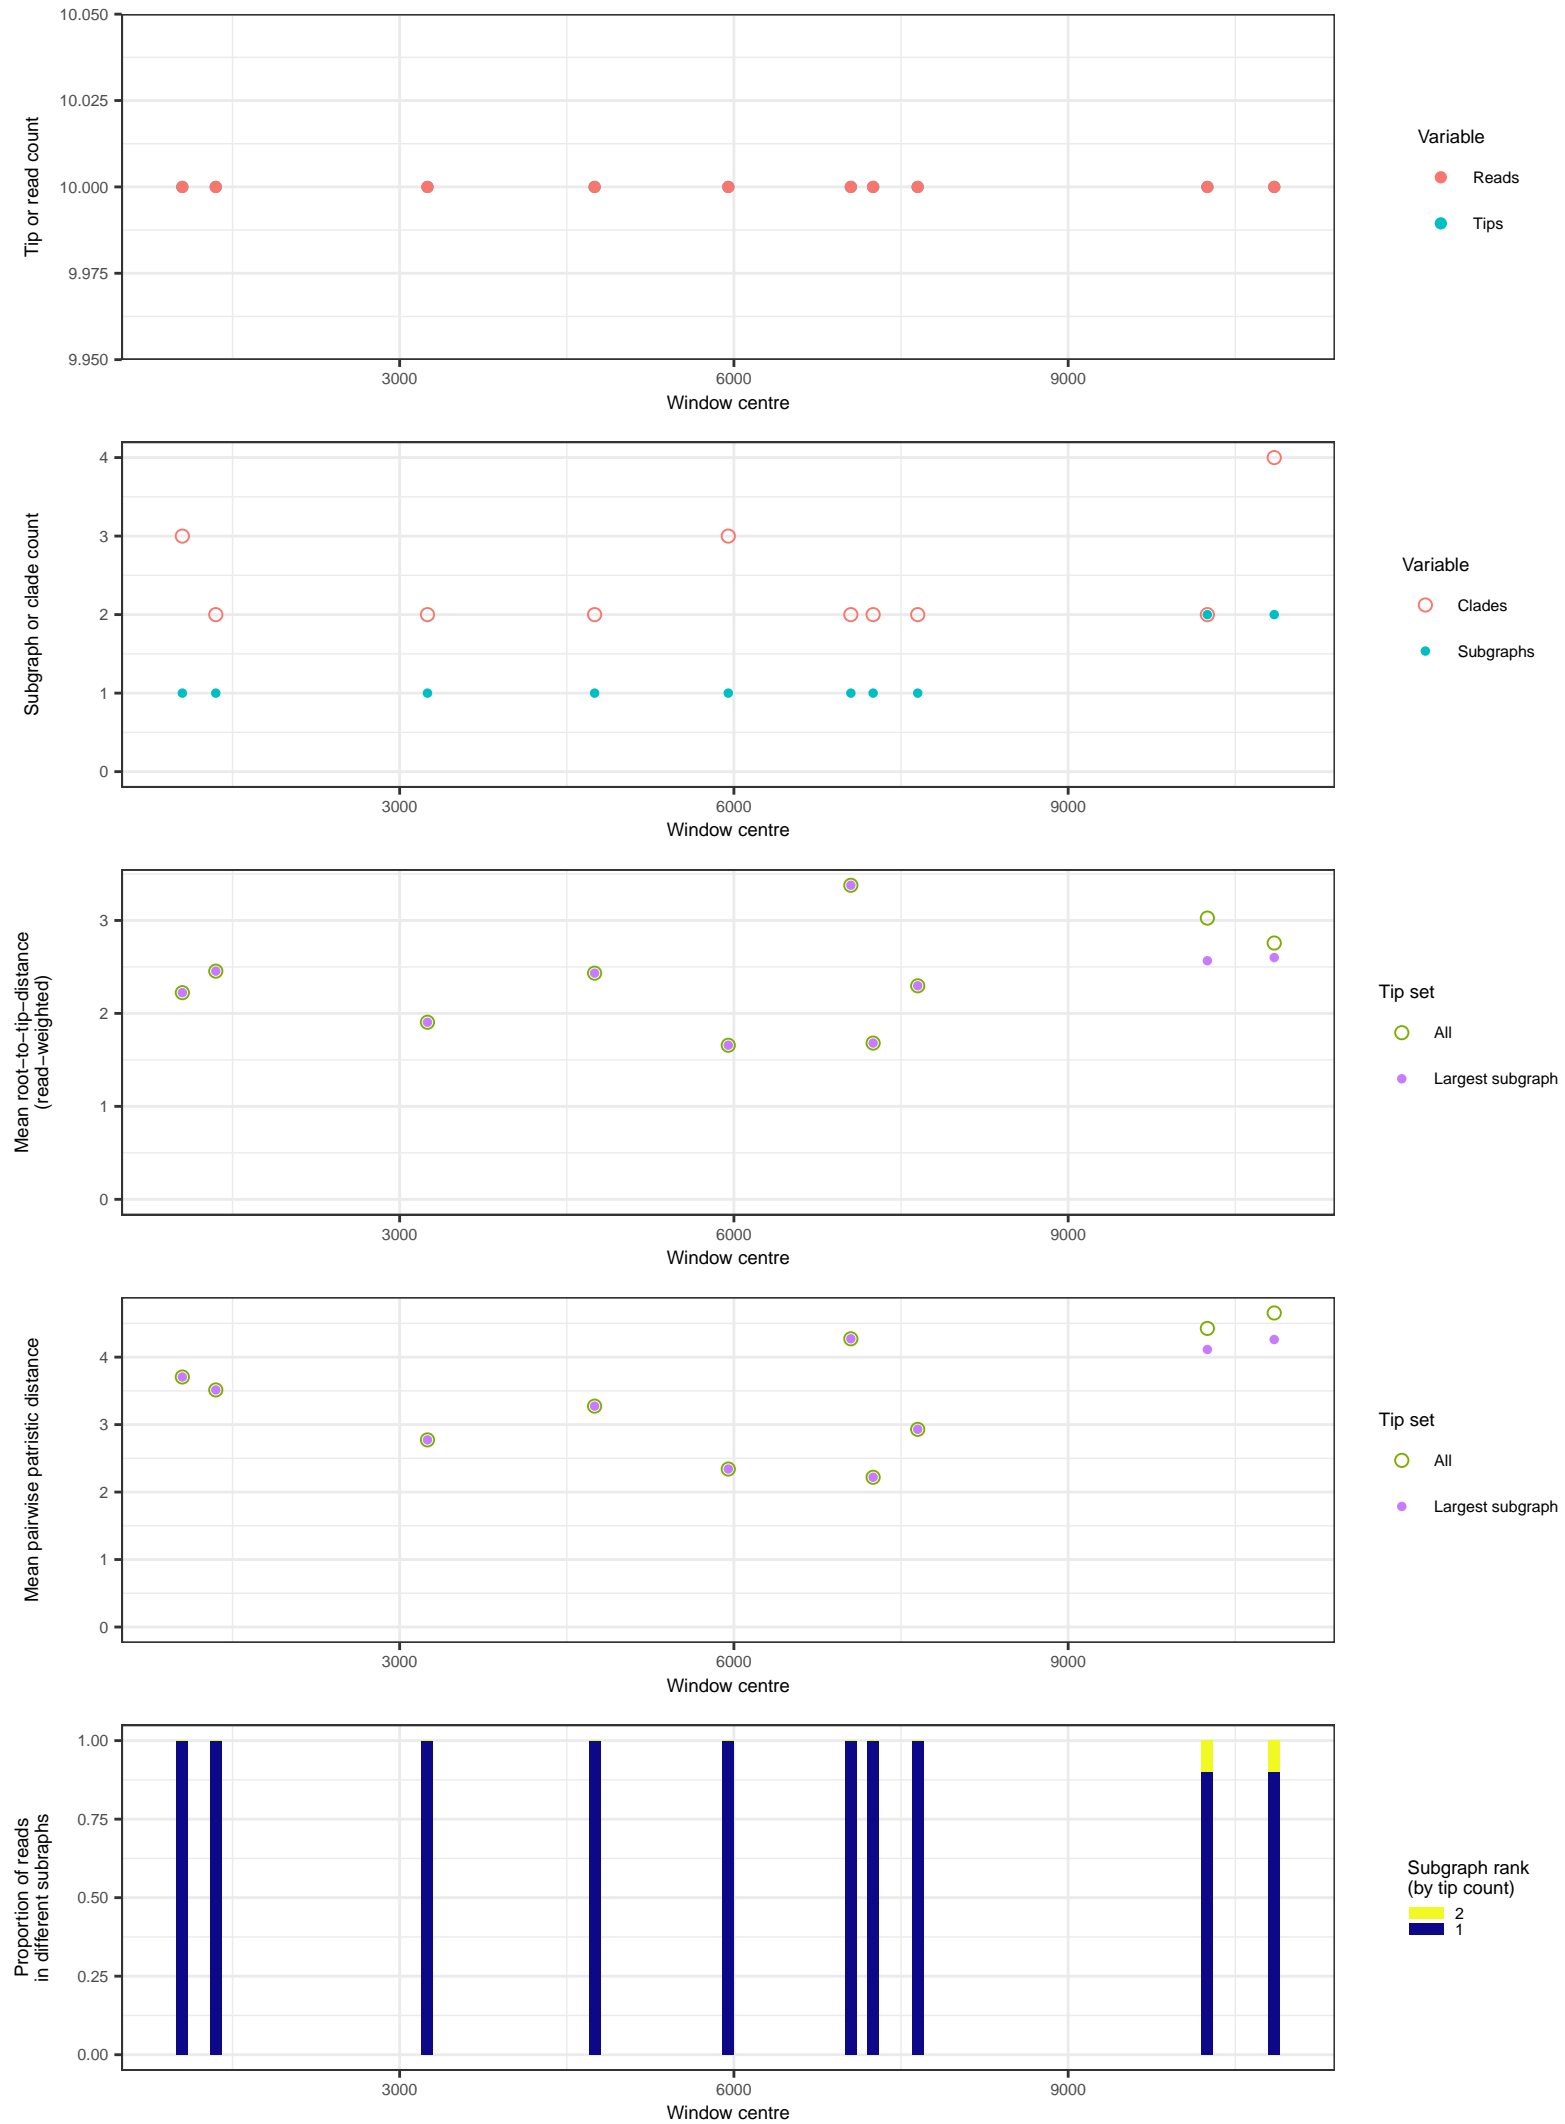 10.050
10.025
10.000
9.975
9.950
Tip or read count
3000 6000 9000
Window centre
Variable
Reads
Tips
4
3
2
1
0
Subgraph or clade count
3000 6000 9000
Window centre
Variable
Clades
Subgraphs
3
2
1
0
Mean root−to−tip−distance
(read−weighted)
3000 6000 9000
Window centre
Tip set
All
Largest subgraph
4
3
2
1
0
Mean pairwise patristic distance
3000 6000 9000
Window centre
Tip set
All
Largest subgraph
1.00
0.75
0.50
0.25
0.00
Proportion of reads
in different subraphs
3000 6000 9000
Window centre
Subgraph rank
(by tip count)
2
1